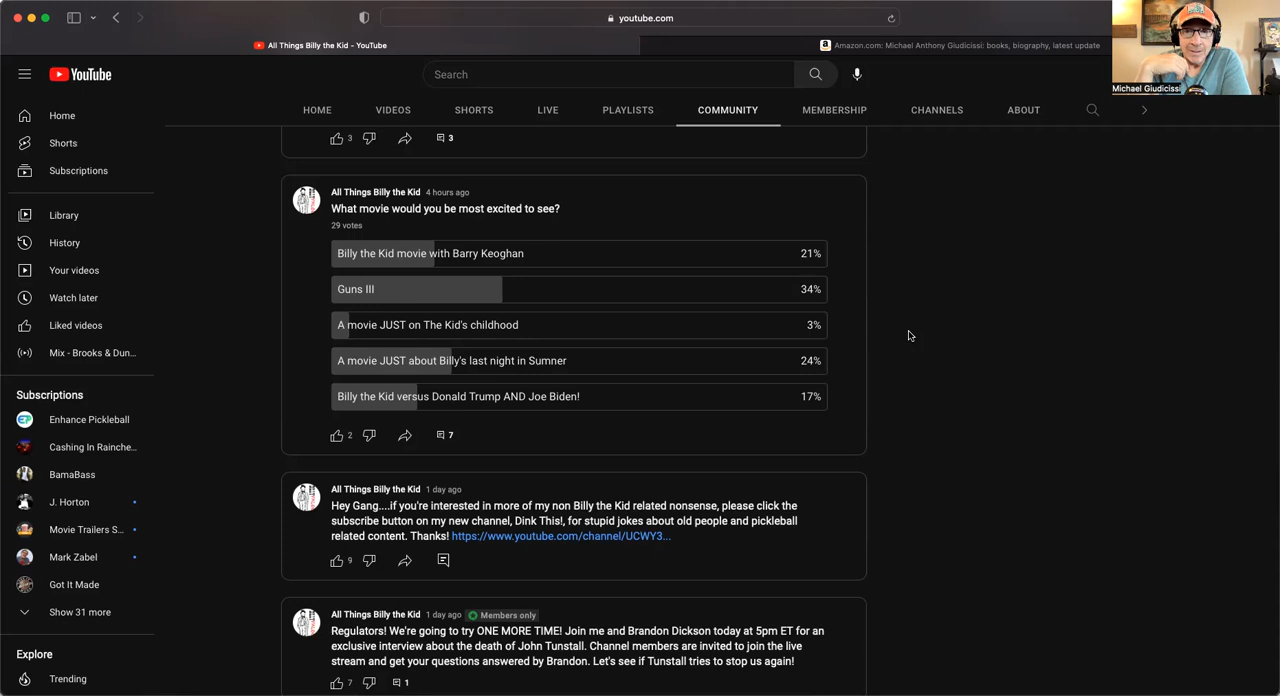 youtube.com
All Things Billy the Kid - YouTube
Amazon.com: Michael Anthony Giudicissi: books, biography, latest update
Michael Giudicissi
YouTube
Search
HOME
VIDEOS
SHORTS
LIVE
PLAYLISTS
COMMUNITY
MEMBERSHIP
CHANNELS
ABOUT
Home
Shorts
Subscriptions
Library
History
Your videos
Watch later
Liked videos
Mix - Brooks & Dun...
Subscriptions
Enhance Pickleball
Cashing In Rainche...
BamaBass
J. Horton
Movie Trailers S...
Mark Zabel
Got It Made
Show 31 more
Explore
Trending
3
3
All Things Billy the Kid 4 hours ago
What movie would you be most excited to see?
29 votes
Billy the Kid movie with Barry Keoghan 21%
Guns III 34%
A movie JUST on The Kid's childhood 3%
A movie JUST about Billy's last night in Sumner 24%
Billy the Kid versus Donald Trump AND Joe Biden! 17%
2
7
All Things Billy the Kid 1 day ago
Hey Gang....if you're interested in more of my non Billy the Kid related nonsense, please click the
subscribe button on my new channel, Dink This!, for stupid jokes about old people and pickleball
related content. Thanks! https://www.youtube.com/channel/UCWY3...
9
All Things Billy the Kid 1 day ago Members only
Regulators! We're going to try ONE MORE TIME! Join me and Brandon Dickson today at 5pm ET for an
exclusive interview about the death of John Tunstall. Channel members are invited to join the live
stream and get your questions answered by Brandon. Let's see if Tunstall tries to stop us again!
7
1